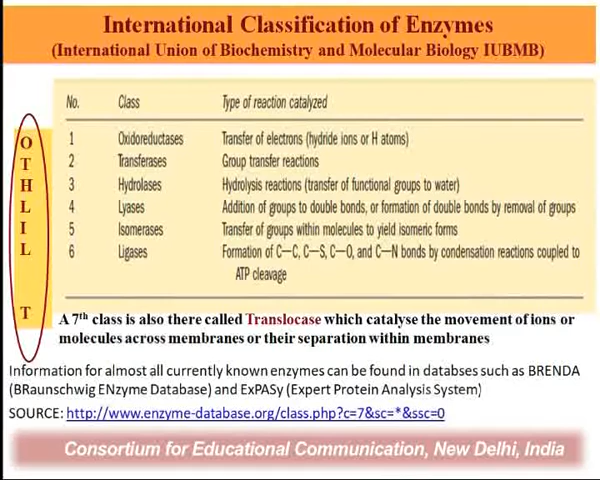 International Classification of Enzymes
(International Union of Biochemistry and Molecular Biology IUBMB)
No. Class Type of reaction catalyzed
O
1 Oxidoreductases Transfer of electrons (hydride ions or H atoms)
T
2 Transferases Group transfer reactions
H
3 Hydrolases Hydrolysis reactions (transfer of functional groups to water)
L
4 Lyases Addition of groups to double bonds, or formation of double bonds by removal of groups
I
5 Isomerases Transfer of groups within molecules to yield isomeric forms
L
6 Ligases Formation of C—C, C—S, C—O, and C—N bonds by condensation reactions coupled to
ATP cleavage
T
A 7th class is also there called Translocase which catalyse the movement of ions or
molecules across membranes or their separation within membranes
Information for almost all currently known enzymes can be found in databses such as BRENDA
(BRaunschwig ENzyme Database) and ExPASy (Expert Protein Analysis System)
SOURCE: http://www.enzyme-database.org/class.php?c=7&sc=*&ssc=0
Consortium for Educational Communication, New Delhi, India